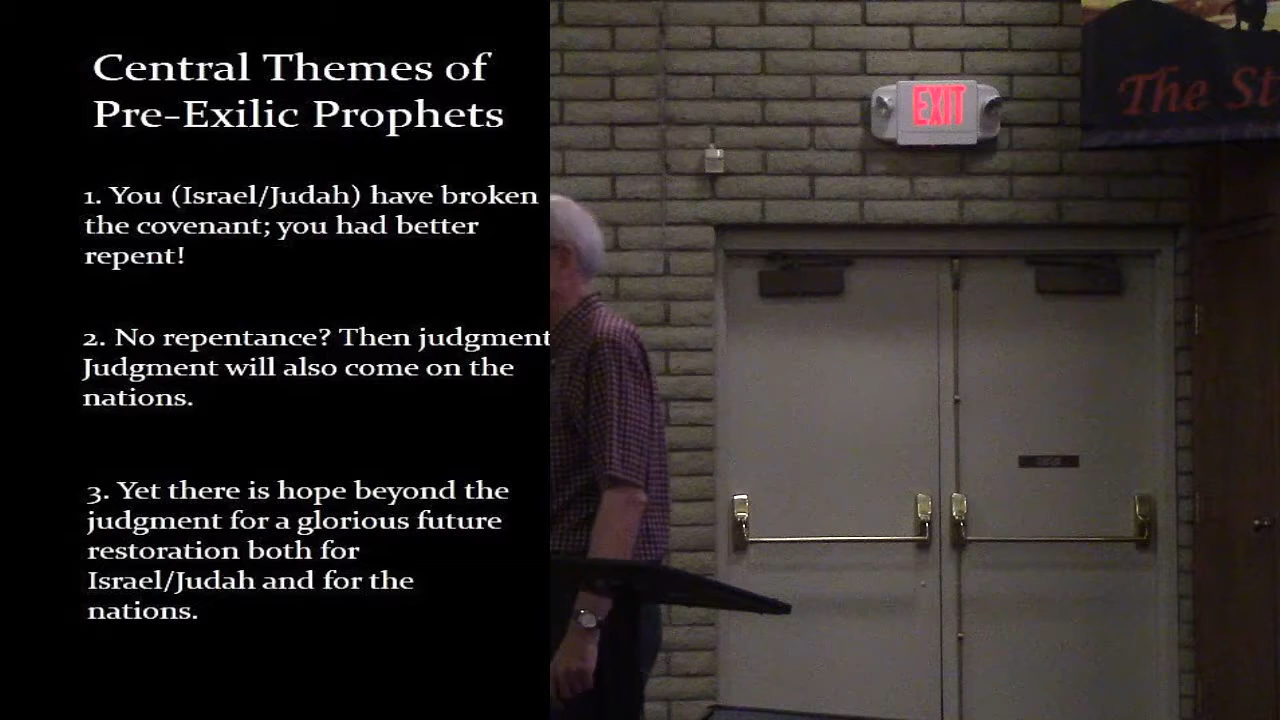 Central Themes of
Pre-Exilic Prophets
1. You (Israel/Judah) have broken
the covenant; you had better
repent!
2. No repentance? Then judgment
Judgment will also come on the
nations.
3. Yet there is hope beyond the
judgment for a glorious future
restoration both for
Israel/Judah and for the
nations.
EXIT
The St